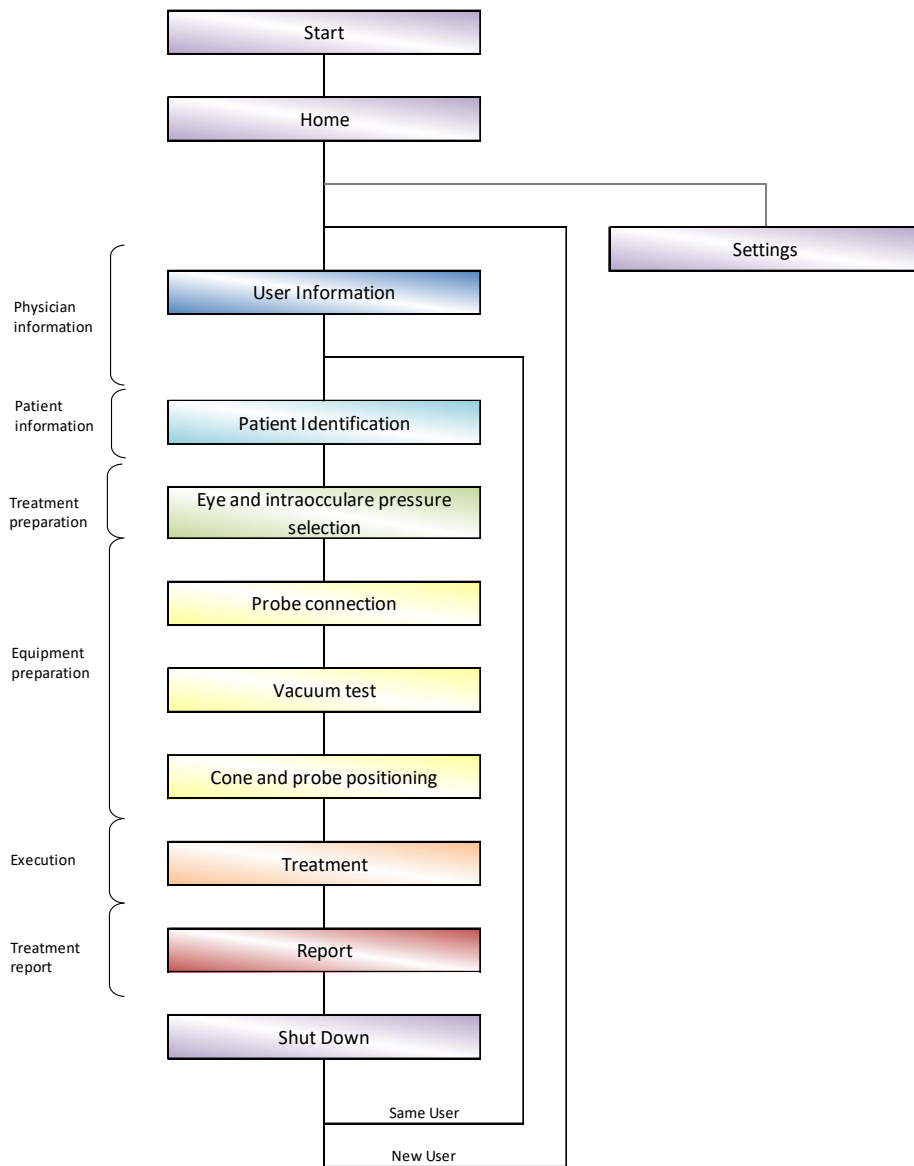 Start
Home
Settings
Physician
information
User Information
Patient
information
Patient Identification
Treatment
preparation
Eye and intraocculare pressure
selection
Equipment
preparation
Probe connection
Vacuum test
Cone and probe positioning
Execution
Treatment
Treatment
report
Report
Shut Down
Same User
New User